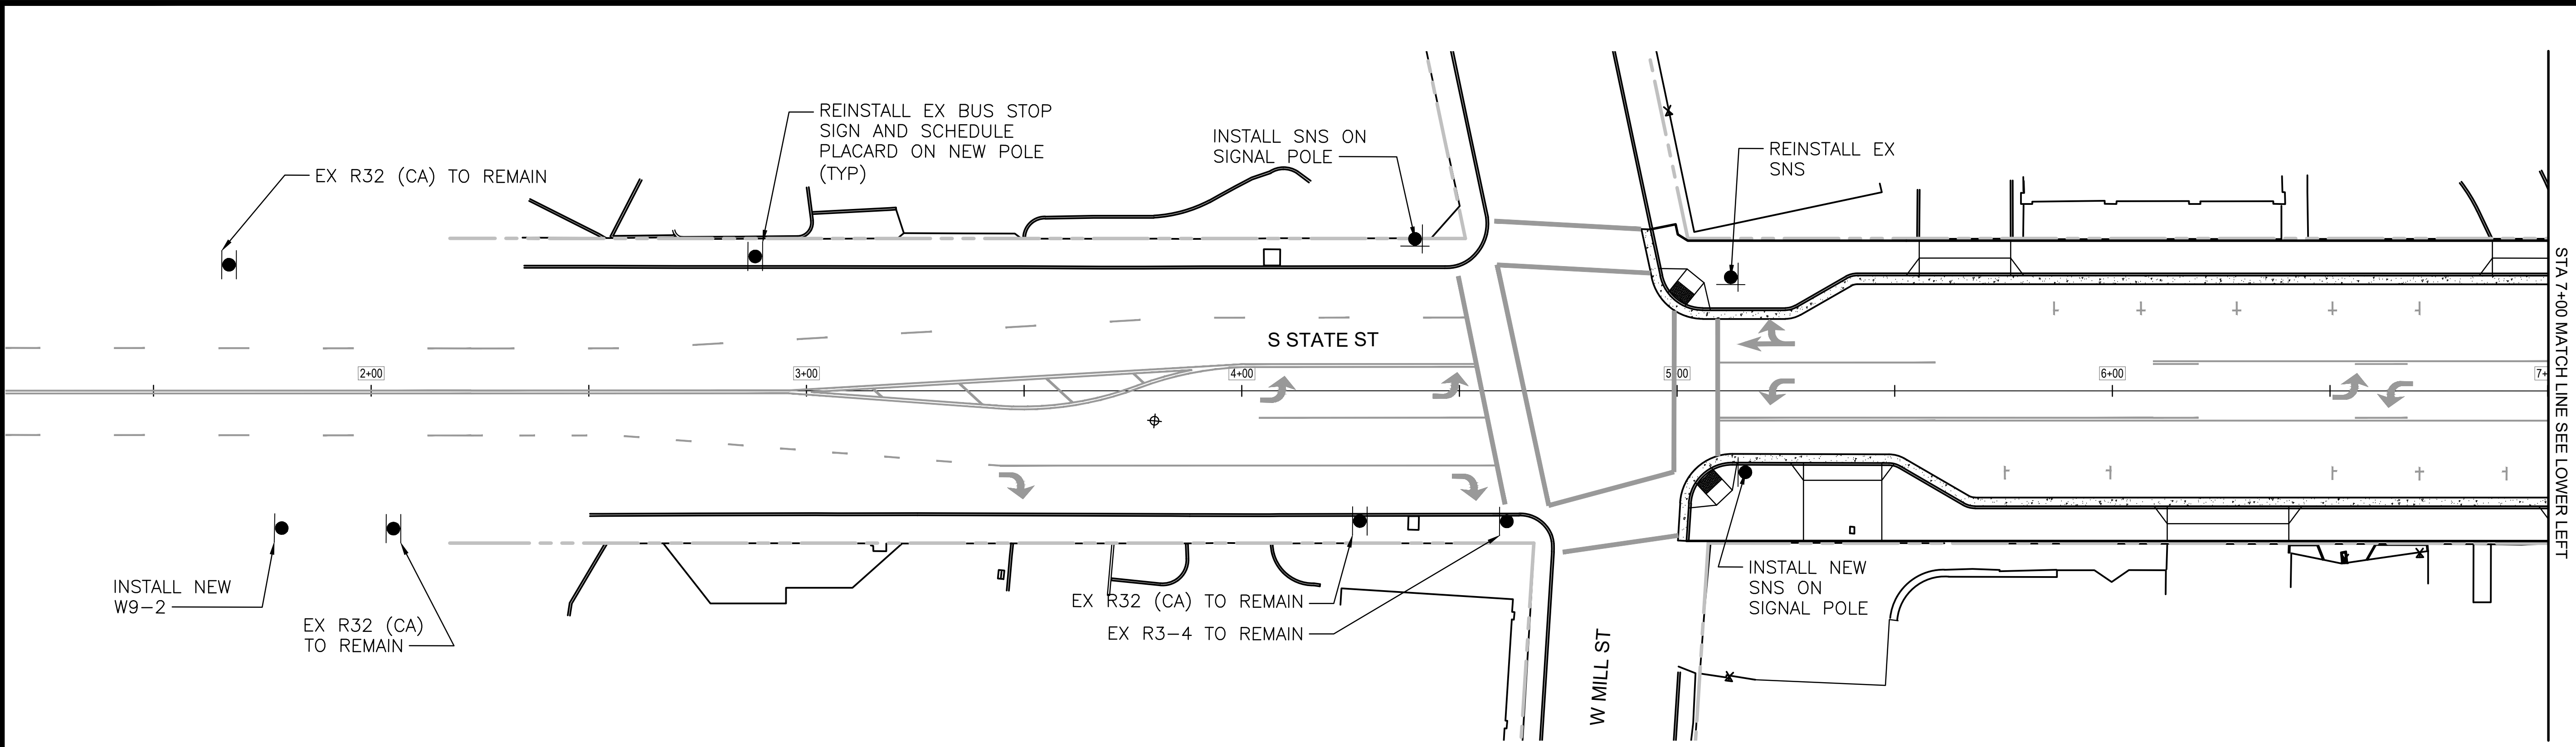 REINSTALL EX BUS STOP
SIGN AND SCHEDULE
PLACARD ON NEW POLE
(TYP)
INSTALL SNS ON
SIGNAL POLE
REINSTALL EX
SNS
EX R32 (CA) TO REMAIN
S STATE ST
2+00
3+00
4+00
5+00
6+00
7+
STA 7+00 MATCH LINE SEE LOWER LEFT
INSTALL NEW
W9-2
EX R32 (CA)
TO REMAIN
EX R32 (CA) TO REMAIN
EX R3-4 TO REMAIN
W MILL ST
INSTALL NEW
SNS ON
SIGNAL POLE